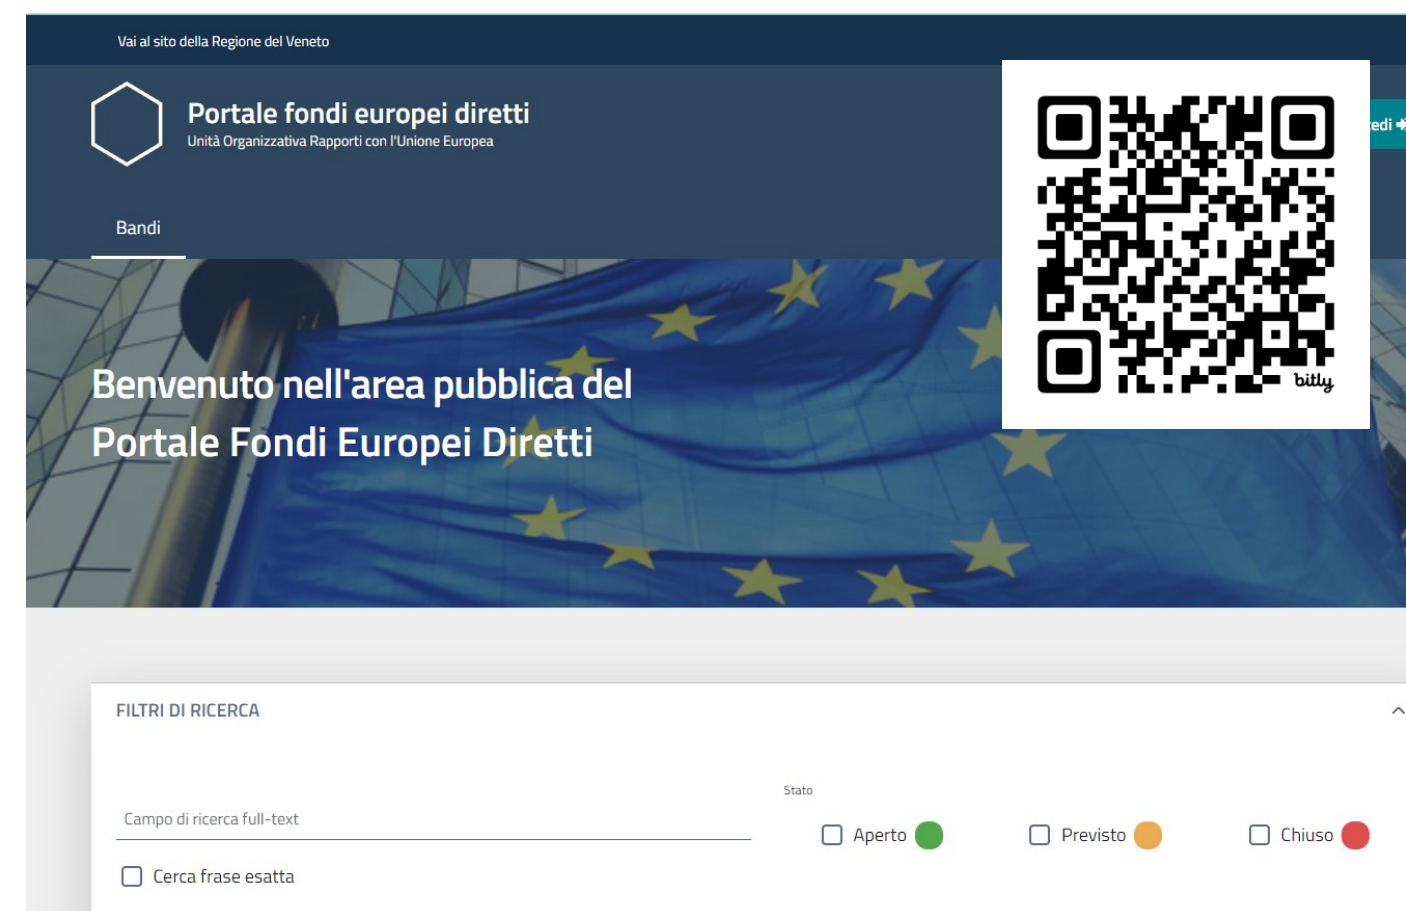 Vai al sito della Regione del Veneto
Portale fondi europei diretti
Unità Organizzativa Rapporti con l'Unione Europea
edi
Bandi
bitly
Benvenuto nell'area pubblica del
Portale Fondi Europei Diretti
FILTRI DI RICERCA
Stato
Campo di ricerca full-text
Aperto Previsto Chiuso
Cerca frase esatta